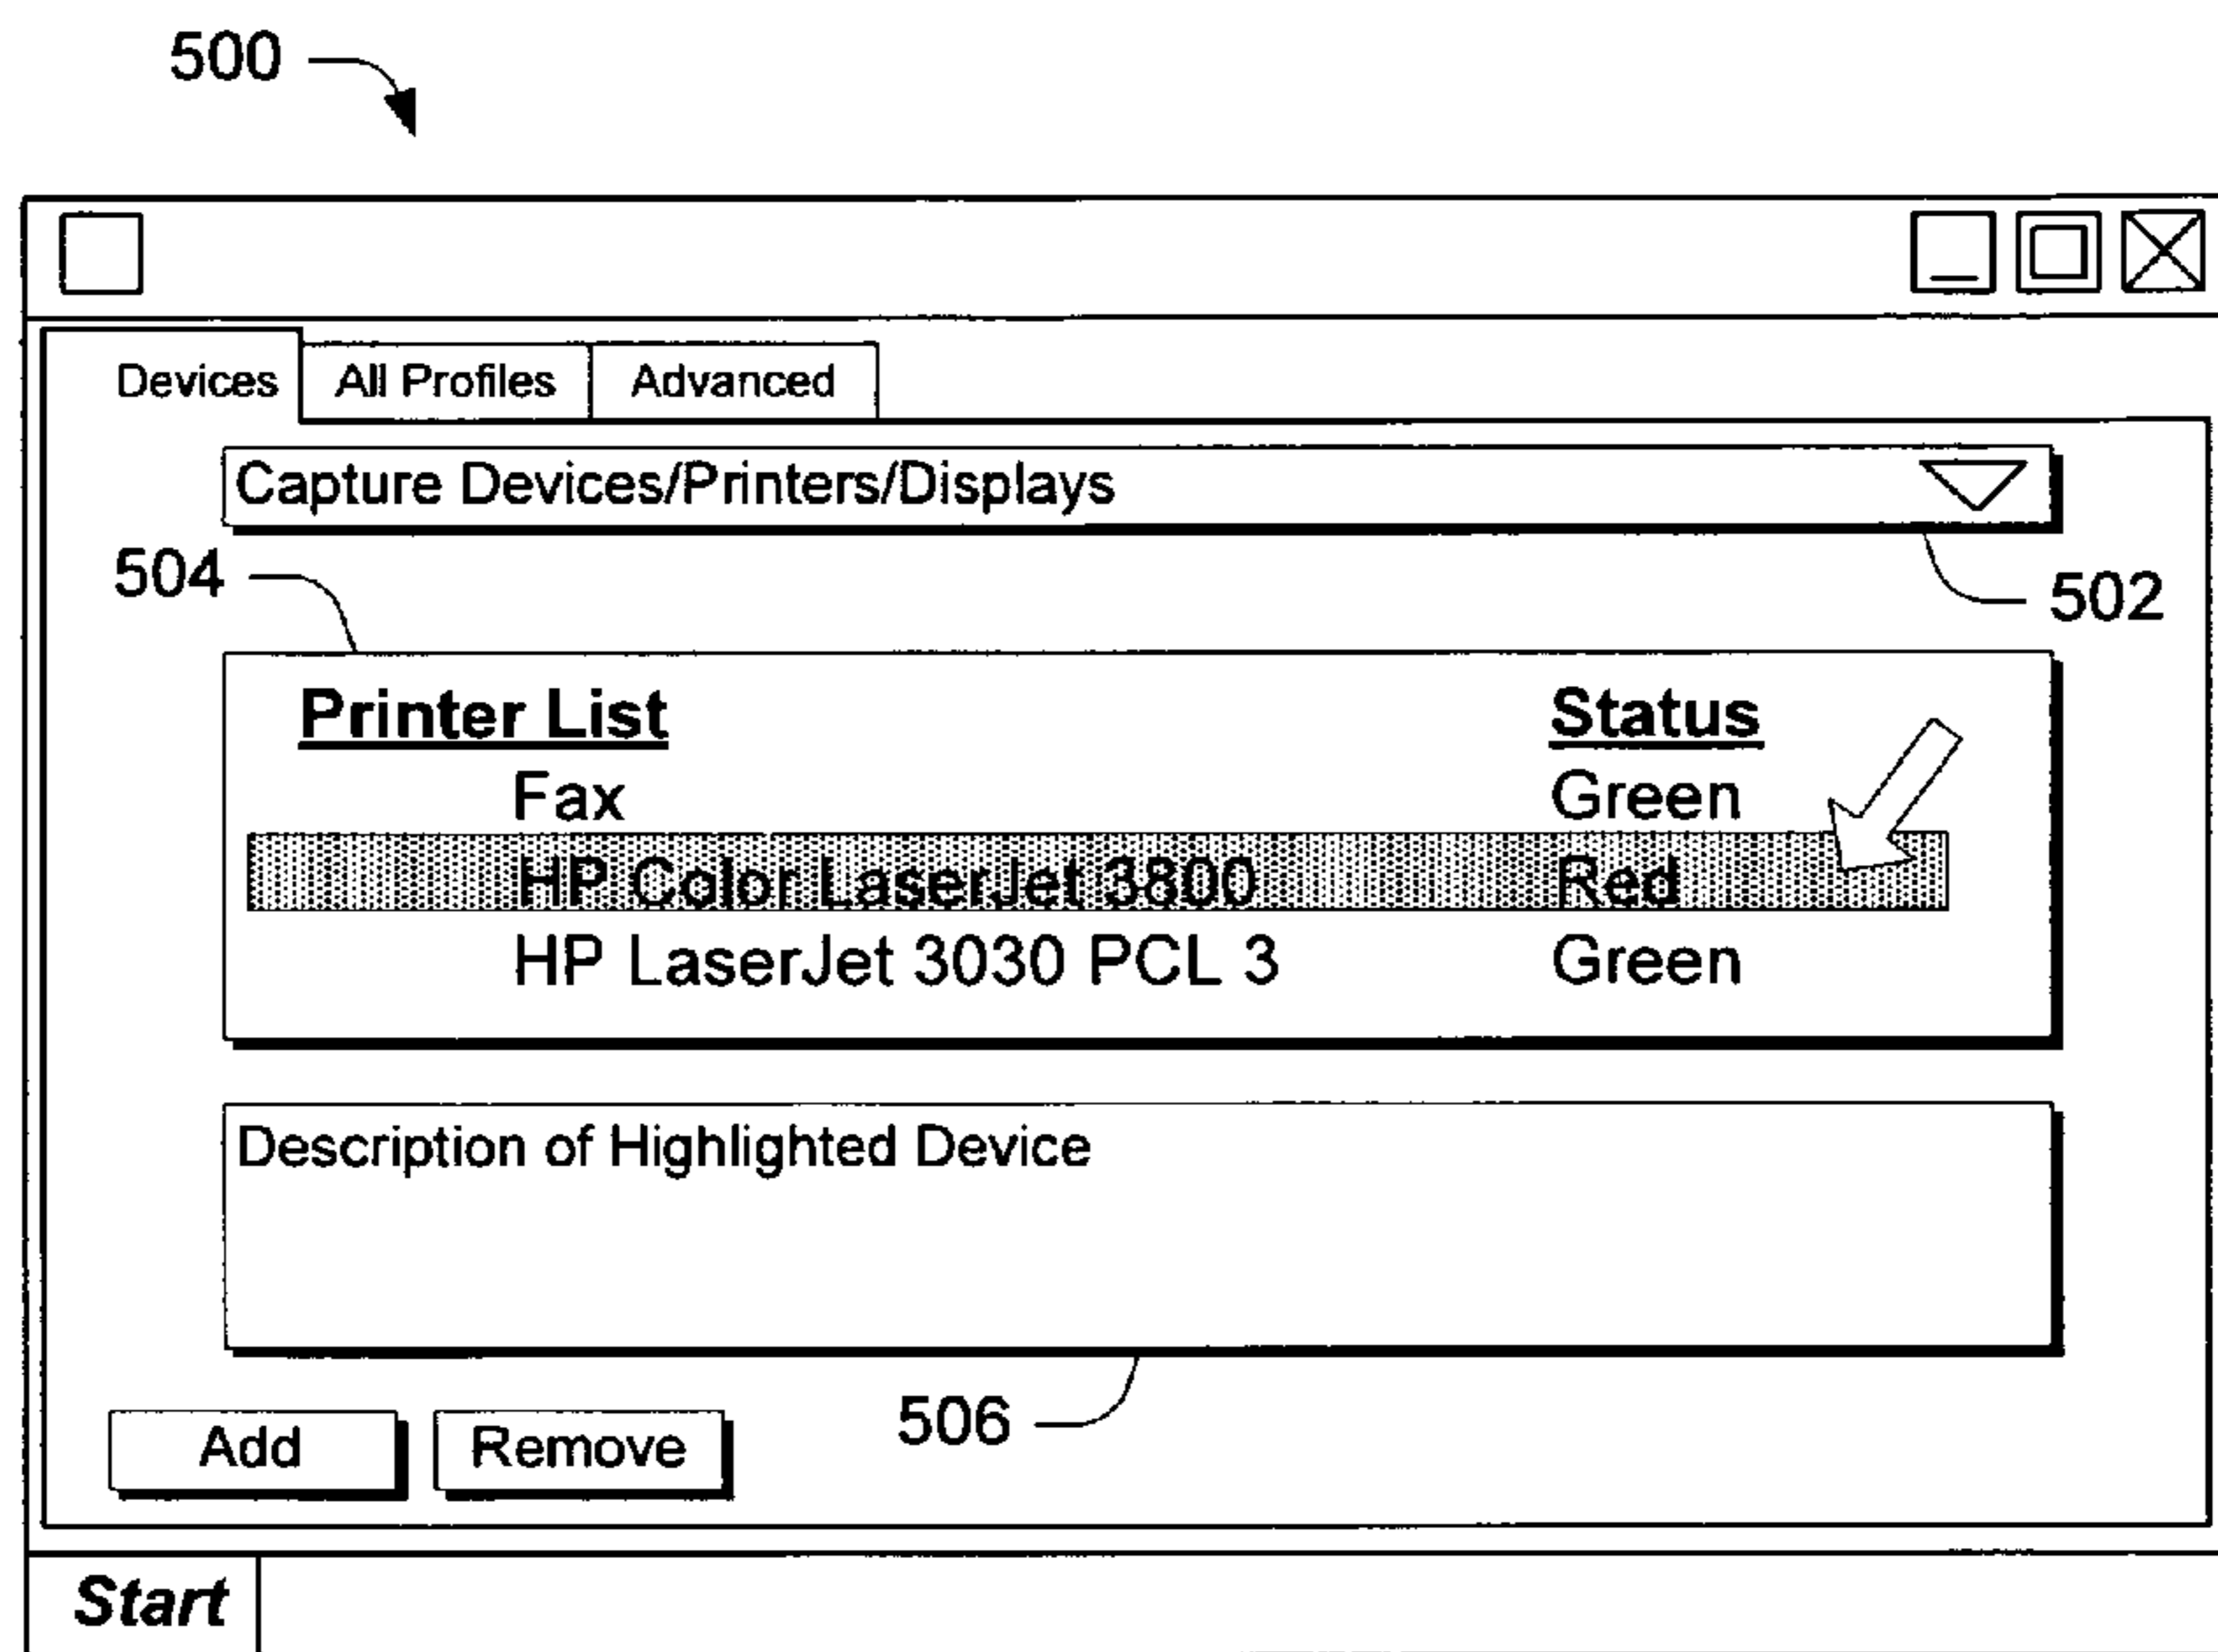 500
Devices All Profiles Advanced
Capture Devices/Printers/Displays
504
502
Printer List Status
Fax Green
HP Color LaserJet 3800 Red
HP LaserJet 3030 PCL 3 Green
Description of Highlighted Device
506
Add Remove
Start